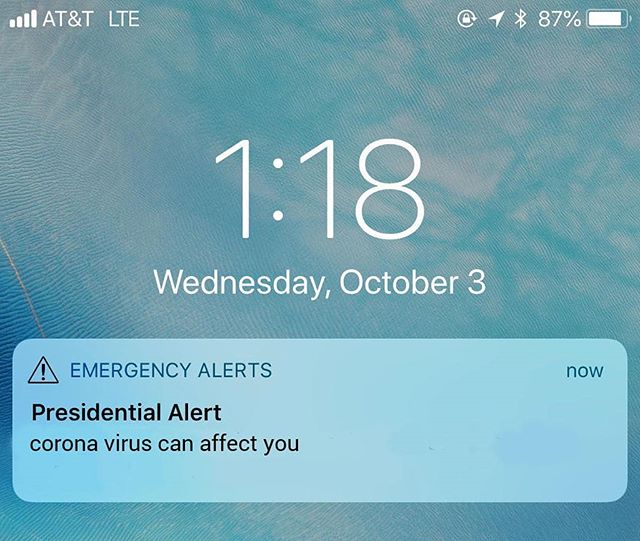 AT&T LTE 87%
1:18
Wednesday, October 3
EMERGENCY ALERTS now
Presidential Alert
corona virus can affect you